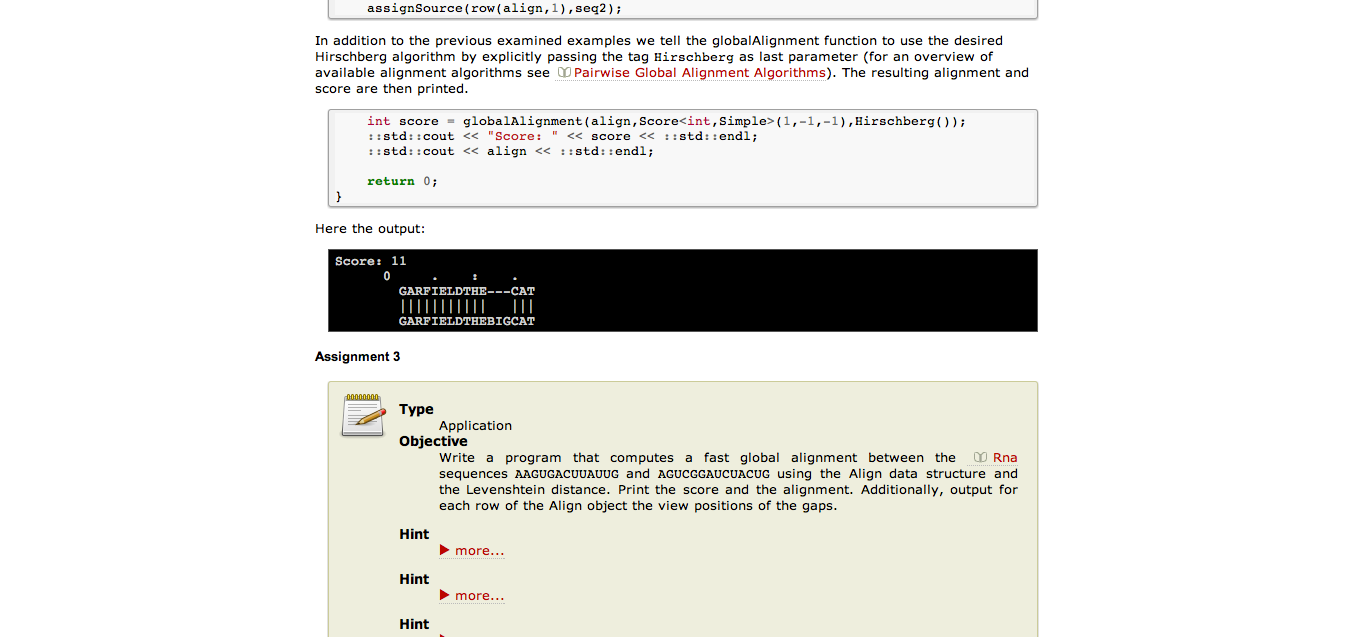 assignSource(row(align,1),seq2);
In addition to the previous examined examples we tell the globalAlignment function to use the desired
Hirschberg algorithm by explicitly passing the tag Hirschberg as last parameter (for an overview of
available alignment algorithms see Pairwise Global Alignment Algorithms). The resulting alignment and
score are then printed.
int score = globalAlignment(align,Score<int,Simple>(1,-1,-1),Hirschberg());
::std::cout << "Score: " << score << ::std::endl;
::std::cout << align << ::std::endl;
return 0;
}
Here the output:
Score: 11
0 . : .
GARFIELDTHE---CAT
||||||||||| |||
GARFIELDTHEBIGCAT
Assignment 3
Type
Application
Objective
Write a program that computes a fast global alignment between the Rna
sequences AAGUGACUUAUUG and AGUCGGAUCUACUG using the Align data structure and
the Levenshtein distance. Print the score and the alignment. Additionally, output for
each row of the Align object the view positions of the gaps.
Hint
more...
Hint
more...
Hint